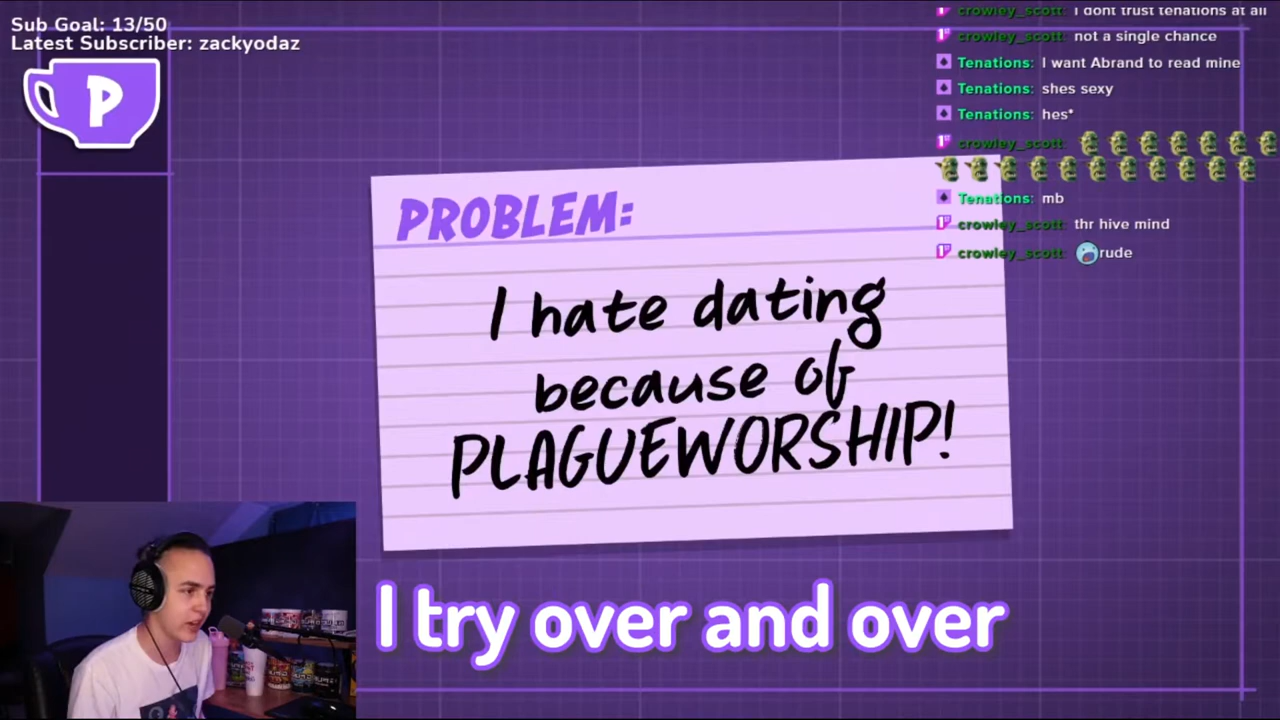 Sub Goal: 13/50
Latest Subscriber: zackyodaz
P
crowley_scott: I dont trust tenations at all
crowley_scott: not a single chance
Tenations: I want Abrand to read mine
Tenations: shes sexy
Tenations: hes*
crowley_scott:
Tenations: mb
crowley_scott: thr hive mind
crowley_scott: rude
PROBLEM:
I hate dating
because of
PLAGUEWORSHIP!
I try over and over